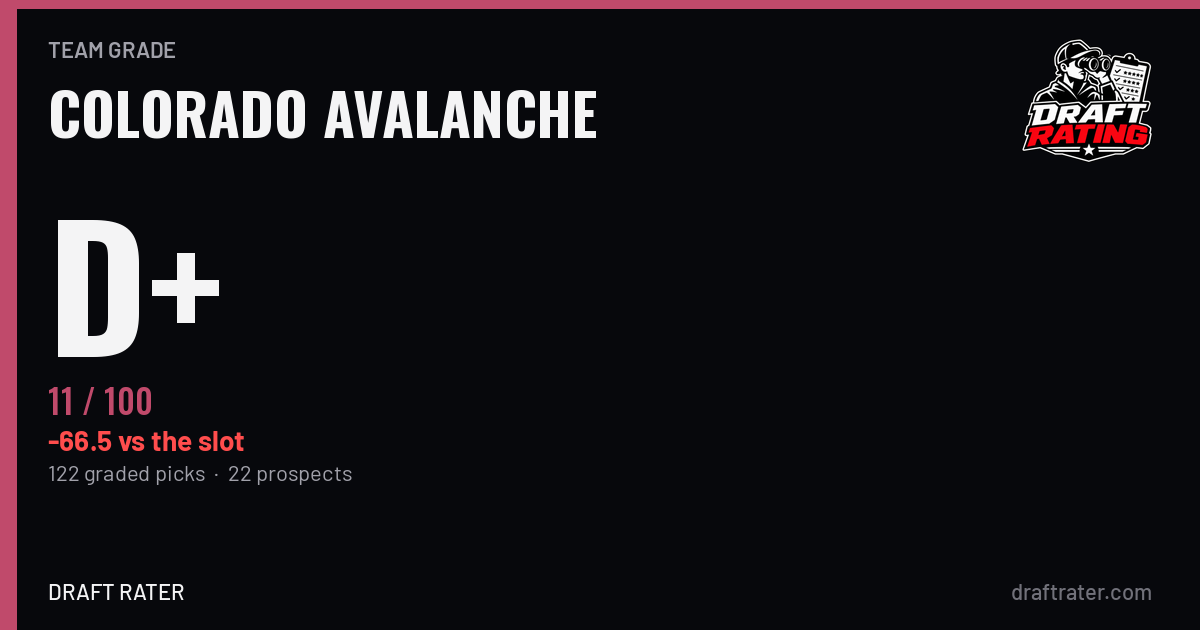 TEAM GRADE
COLORADO AVALANCHE
DRAFT
RATING
D+
11 / 100
-66.5 vs the slot
122 graded picks · 22 prospects
DRAFT RATER
draftrater.com